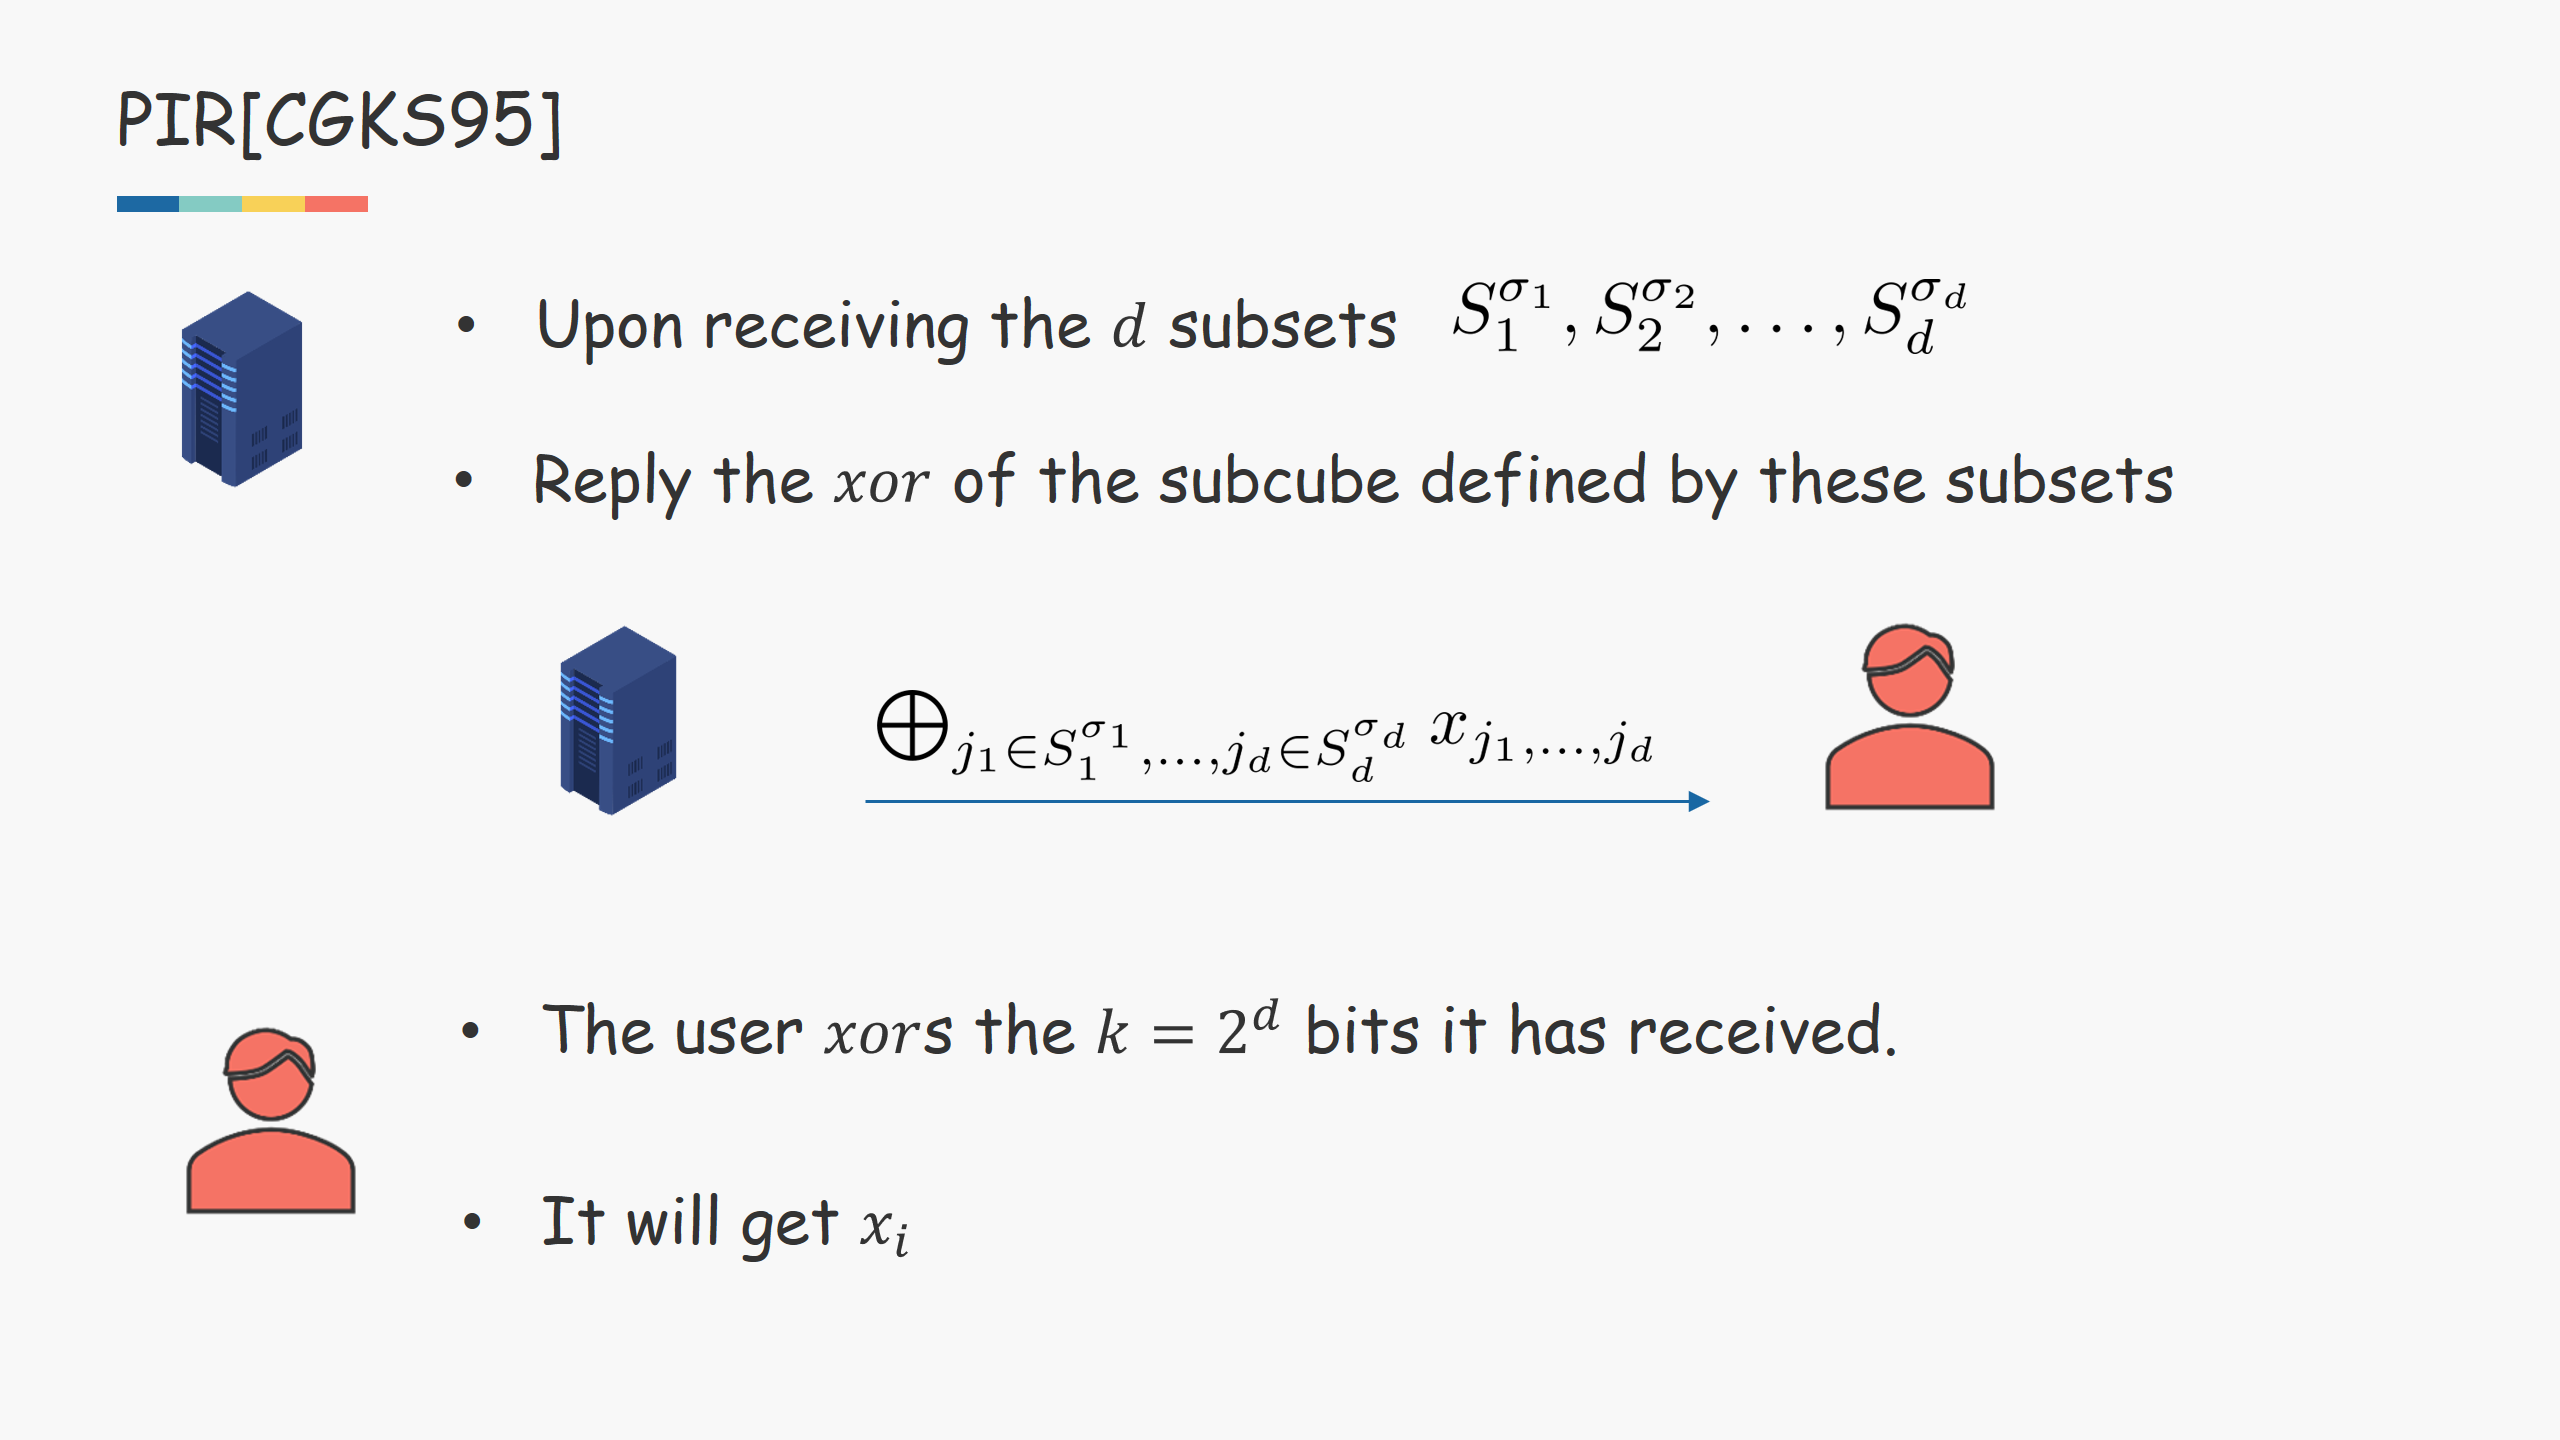 PIR[CGKS95]
• Upon receiving the d subsets $S_1^{\sigma_1}, S_2^{\sigma_2}, \ldots, S_d^{\sigma_d}$
• Reply the xor of the subcube defined by these subsets
$\oplus_{j_1 \in S_1^{\sigma_1}, \ldots, j_d \in S_d^{\sigma_d}} x_{j_1, \ldots, j_d}$
• The user xors the $k = 2^d$ bits it has received.
• It will get $x_i$